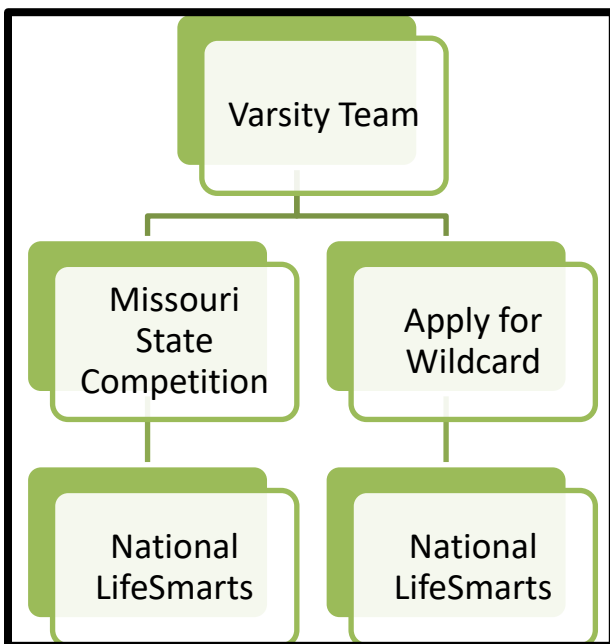 Varsity Team
Missouri
State
Competition
Apply for
Wildcard
National
LifeSmarts
National
LifeSmarts